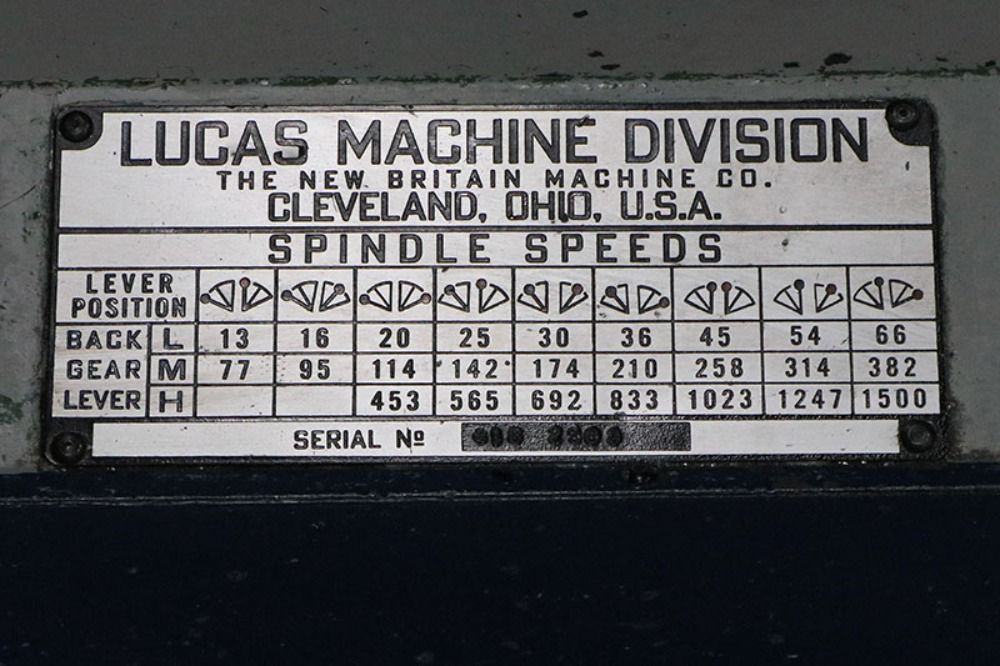 LUCAS MACHINE DIVISION
THE NEW BRITAIN MACHINE CO.
CLEVELAND, OHIO, U.S.A.
SPINDLE SPEEDS
LEVER POSITION
BACK L 13 16 20 25 30 36 45 54 66
GEAR M 77 95 114 142 174 210 258 314 382
LEVER H 453 565 692 833 1023 1247 1500
SERIAL Nº